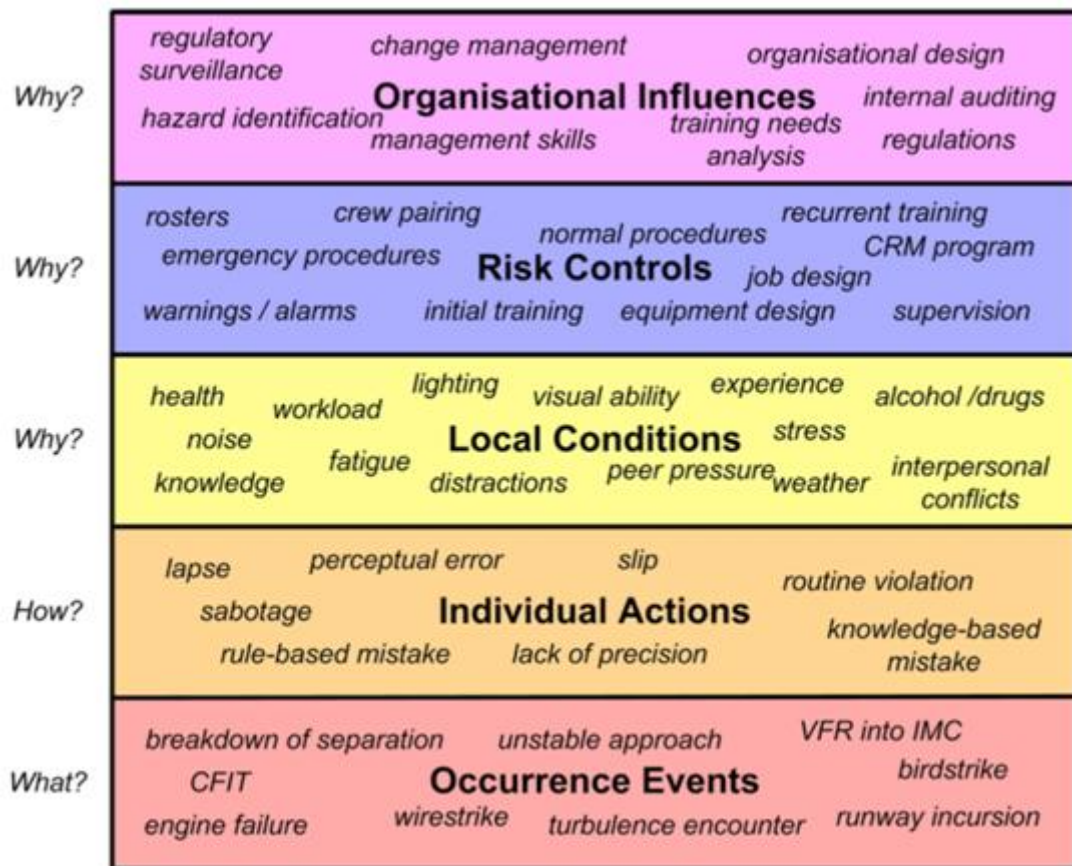 regulatory
surveillance
change management
organisational design
Why?
Organisational Influences
internal auditing
hazard identification
management skills
training needs
analysis
regulations
rosters
crew pairing
recurrent training
normal procedures
CRM program
Why?
emergency procedures
Risk Controls
job design
warnings / alarms
initial training
equipment design
supervision
health
lighting
experience
workload
visual ability
alcohol /drugs
Why?
noise
Local Conditions
stress
knowledge
fatigue
distractions
peer pressure
weather
interpersonal
conflicts
lapse
perceptual error
slip
routine violation
How?
sabotage
Individual Actions
rule-based mistake
lack of precision
knowledge-based
mistake
breakdown of separation
unstable approach
VFR into IMC
What?
CFIT
Occurrence Events
birdstrike
engine failure
wirestrike
turbulence encounter
runway incursion